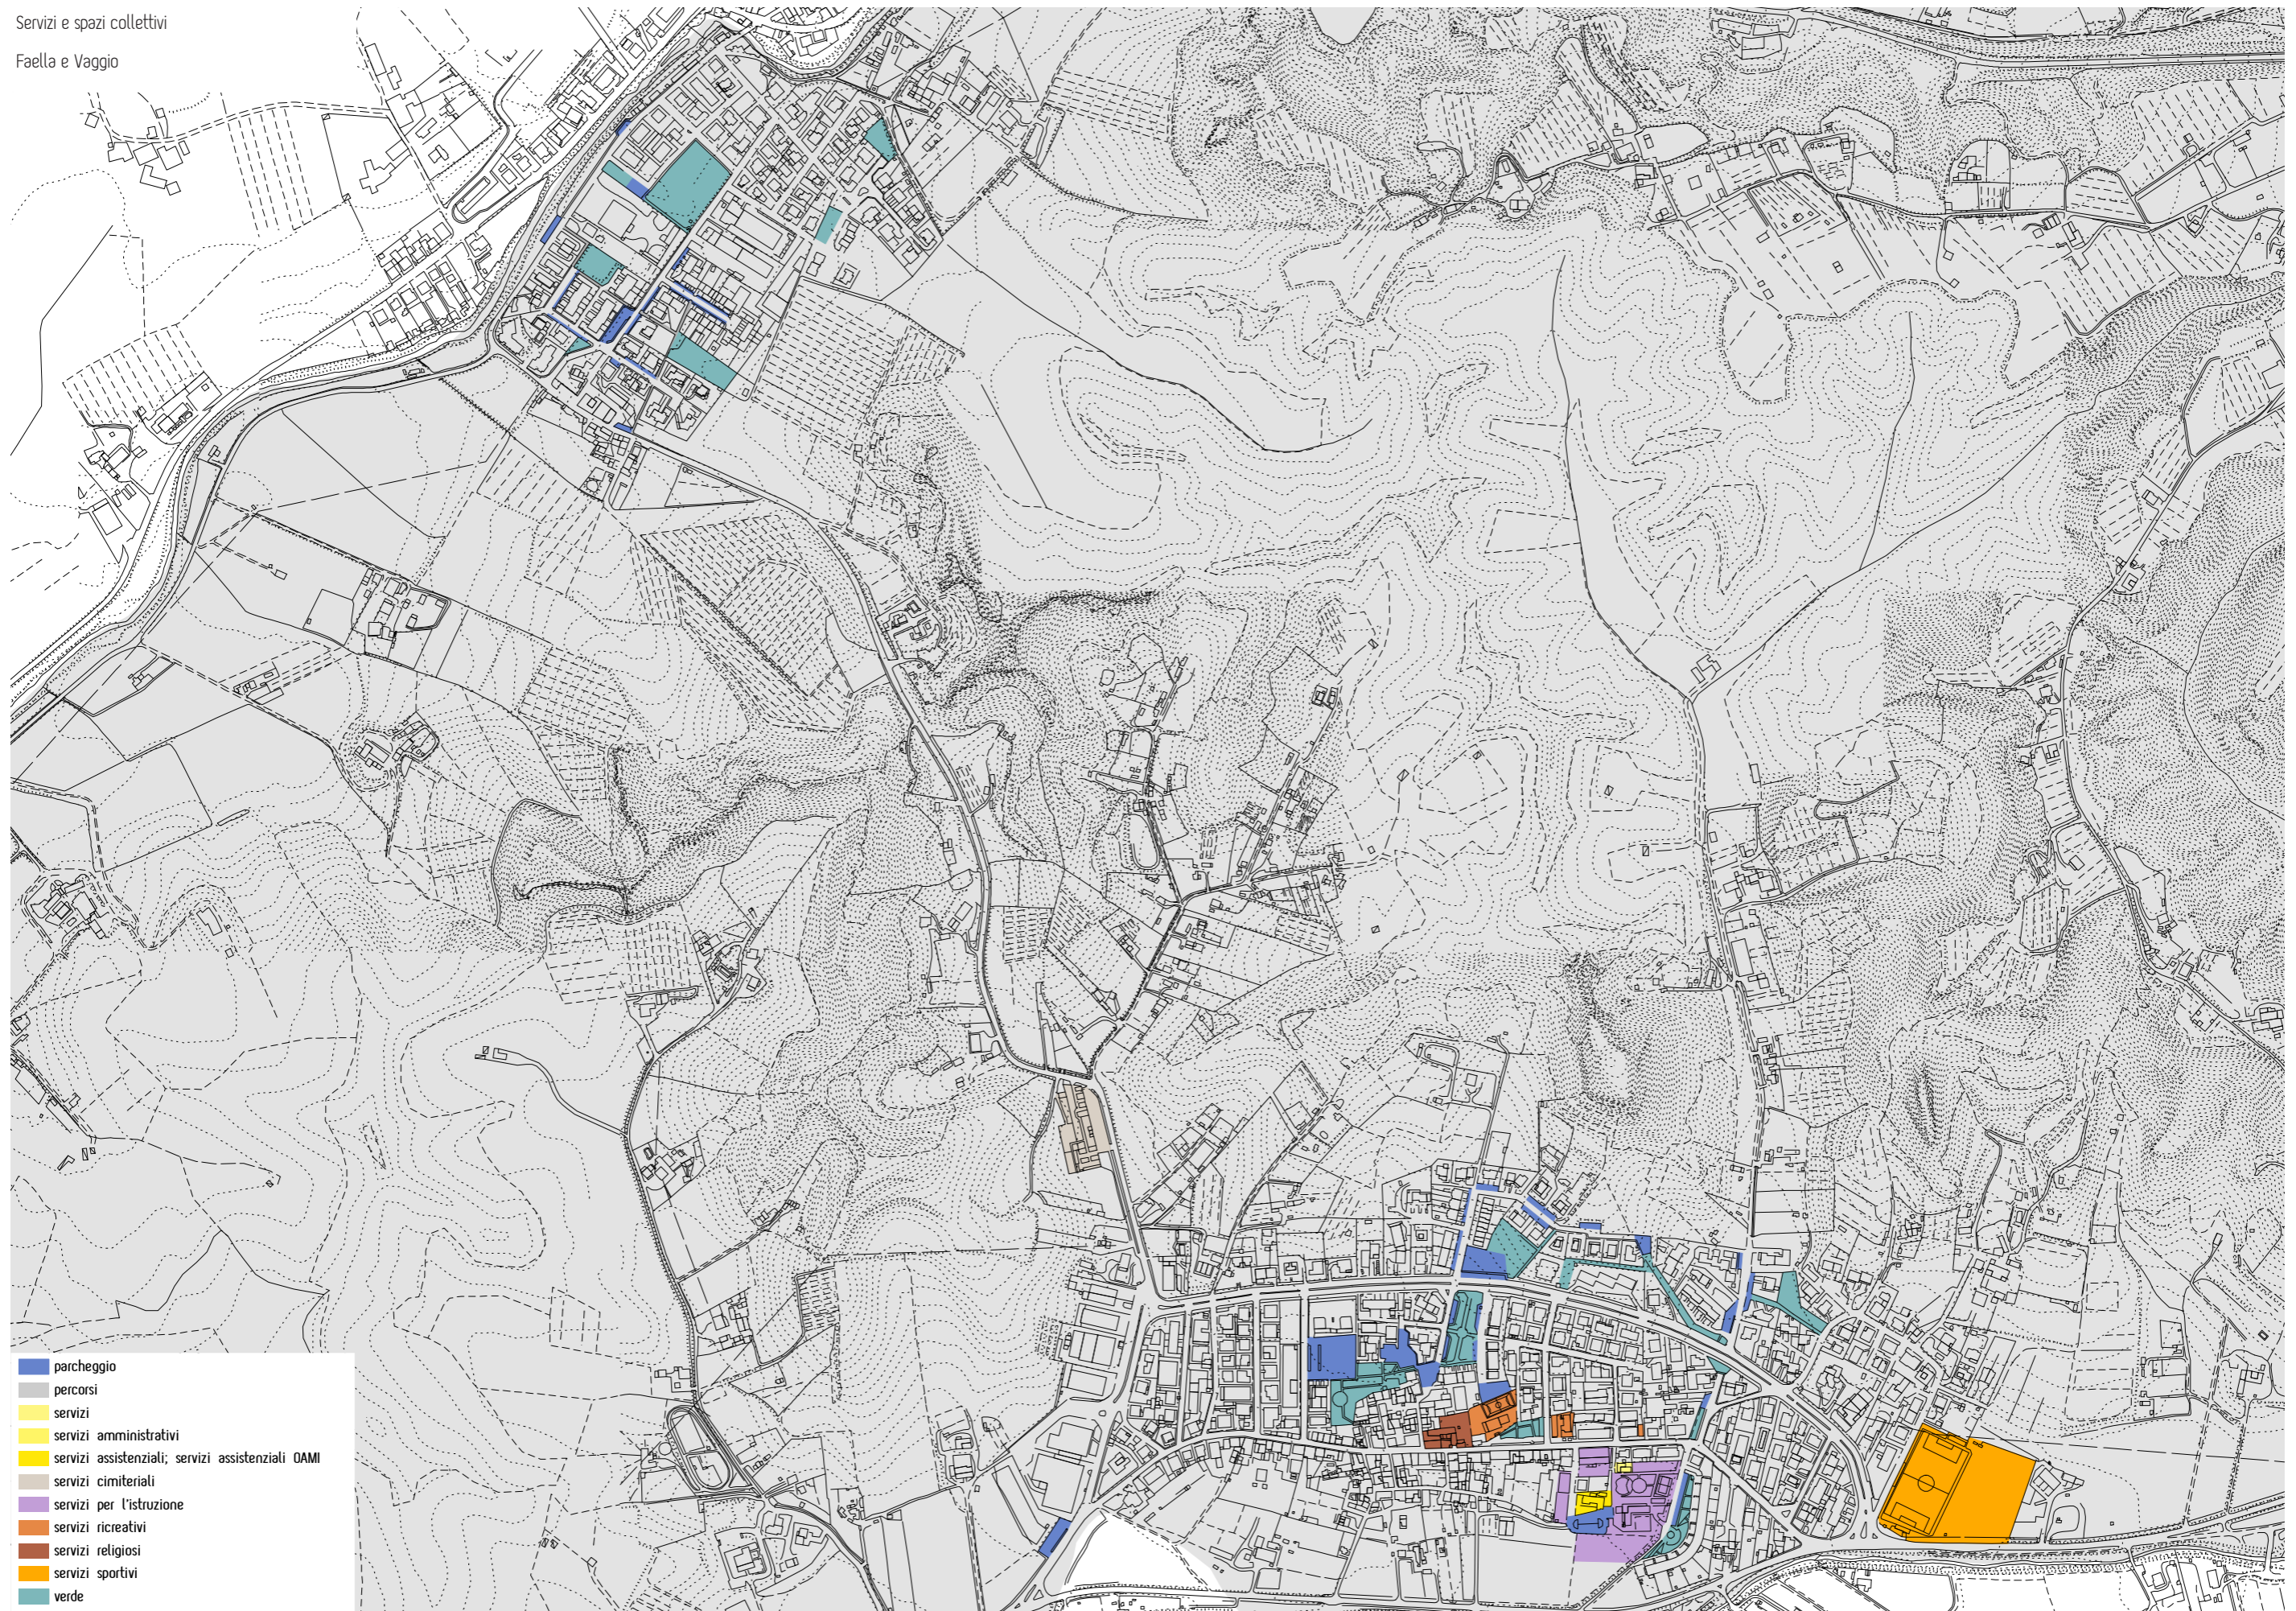 Servizi e spazi collettivi
Faella e Vaggio
parcheggio
percorsi
servizi
servizi amministrativi
servizi assistenziali; servizi assistenziali OAMI
servizi cimiteriali
servizi per l'istruzione
servizi ricreativi
servizi religiosi
servizi sportivi
verde